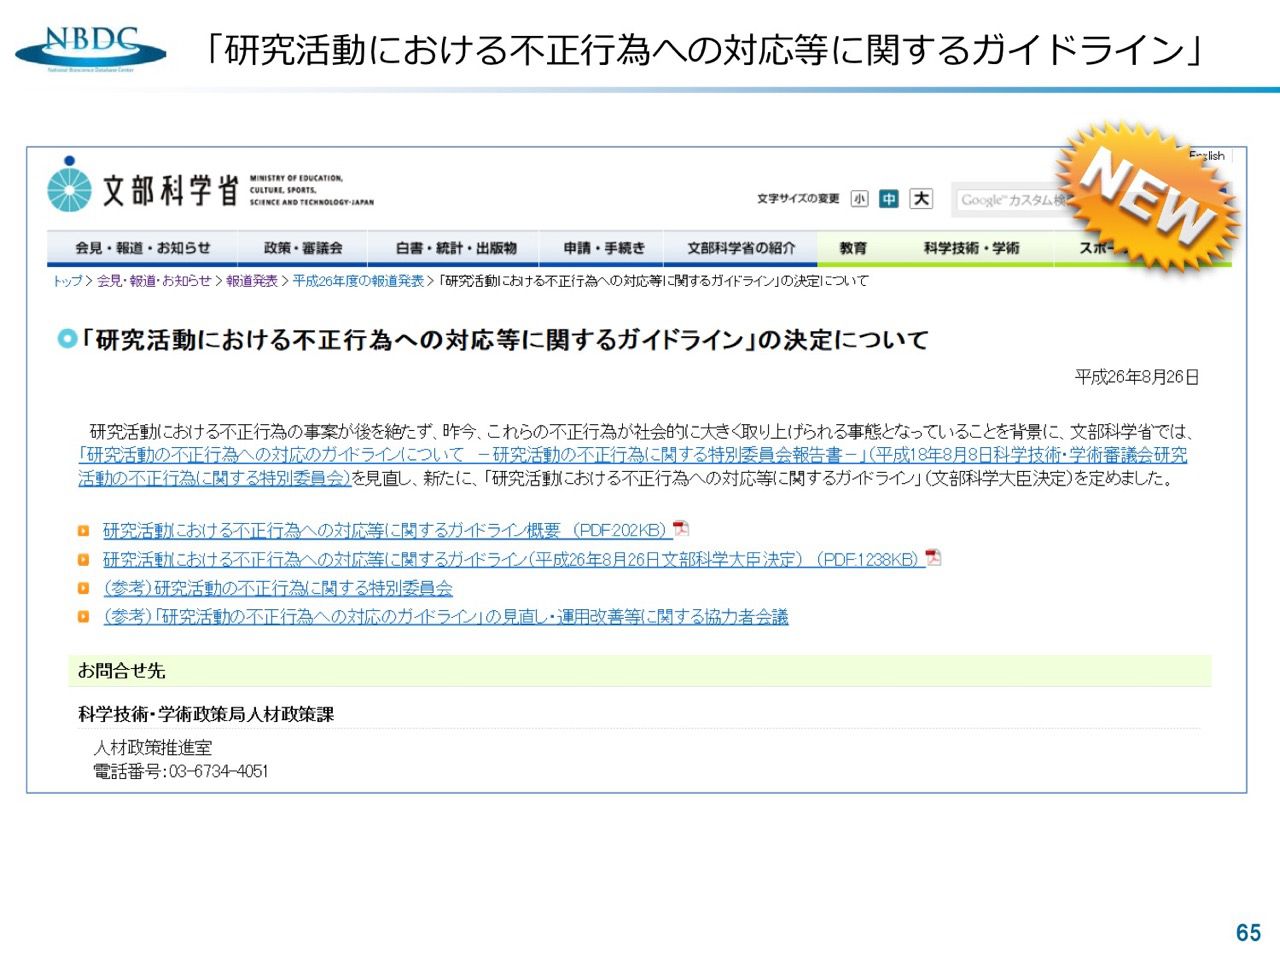 NBDC
National Bioscience Database Center
「研究活動における不正行為への対応等に関するガイドライン」
NEW
English
文部科学省
MINISTRY OF EDUCATION,
CULTURE, SPORTS,
SCIENCE AND TECHNOLOGY-JAPAN
文字サイズの変更 小 中 大
Google™カスタム検
会見・報道・お知らせ 政策・審議会 白書・統計・出版物 申請・手続き 文部科学省の紹介 教育 科学技術・学術 スポー
トップ > 会見・報道・お知らせ > 報道発表 > 平成26年度の報道発表 > 「研究活動における不正行為への対応等に関するガイドライン」の決定について
「研究活動における不正行為への対応等に関するガイドライン」の決定について
平成26年8月26日
研究活動における不正行為の事案が後を絶たず、昨今、これらの不正行為が社会的に大きく取り上げられる事態となっていることを背景に、文部科学省では、
「研究活動の不正行為への対応のガイドラインについて －研究活動の不正行為に関する特別委員会報告書－」（平成18年8月8日科学技術・学術審議会研究
活動の不正行為に関する特別委員会）を見直し、新たに、「研究活動における不正行為への対応等に関するガイドライン」（文部科学大臣決定）を定めました。
研究活動における不正行為への対応等に関するガイドライン概要 （PDF:202KB）
研究活動における不正行為への対応等に関するガイドライン（平成26年8月26日文部科学大臣決定） （PDF:1238KB）
（参考）研究活動の不正行為に関する特別委員会
（参考）「研究活動の不正行為への対応のガイドライン」の見直し・運用改善等に関する協力者会議
お問合せ先
科学技術・学術政策局人材政策課
人材政策推進室
電話番号：03-6734-4051
65